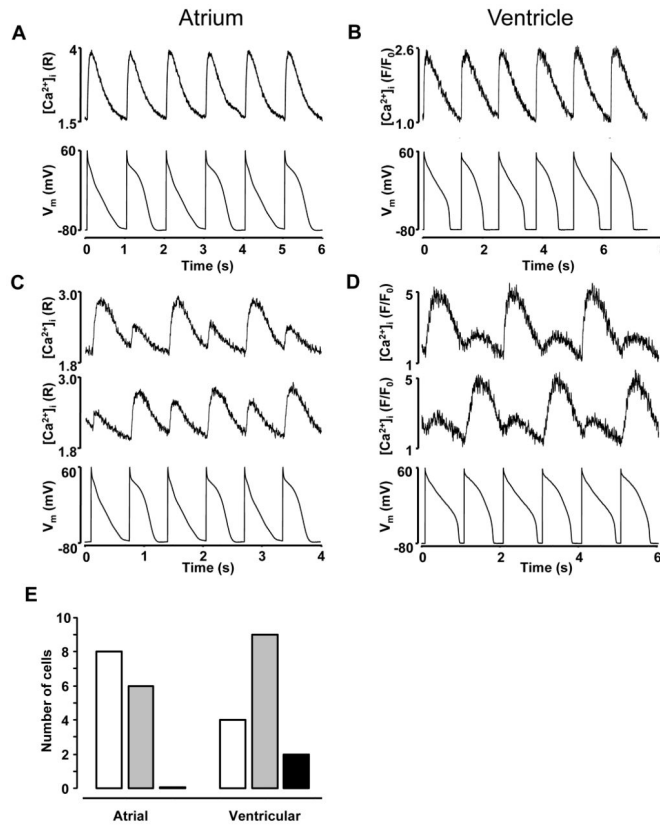 Atrium
Ventricle
A
4
[Ca²⁺]ᵢ (R)
1.5
60
Vₘ (mV)
-80
0 1 2 3 4 5 6
Time (s)
B
2.6
[Ca²⁺]ᵢ (F/F₀)
1.0
60
Vₘ (mV)
-80
0 2 4 6
Time (s)
C
3.0
[Ca²⁺]ᵢ (R)
1.8
3.0
[Ca²⁺]ᵢ (R)
1.8
60
Vₘ (mV)
-80
0 1 2 3 4
Time (s)
D
5
[Ca²⁺]ᵢ (F/F₀)
1
5
[Ca²⁺]ᵢ (F/F₀)
1
60
Vₘ (mV)
-80
0 2 4 6
Time (s)
E
10
8
6
4
2
0
Number of cells
Atrial Ventricular